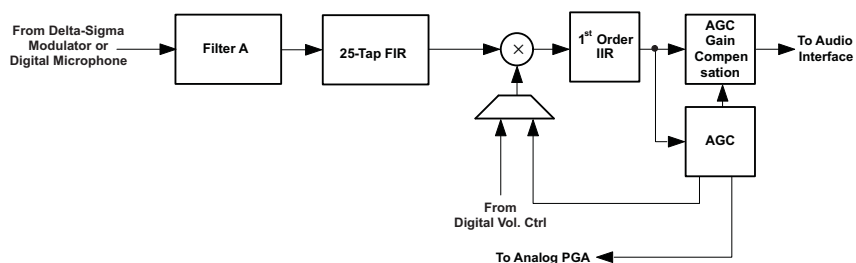 From Delta-Sigma
Modulator or
Digital Microphone
Filter A
25-Tap FIR
×
1st Order
IIR
AGC
Gain
Compen
sation
To Audio
Interface
AGC
From
Digital Vol. Ctrl
To Analog PGA